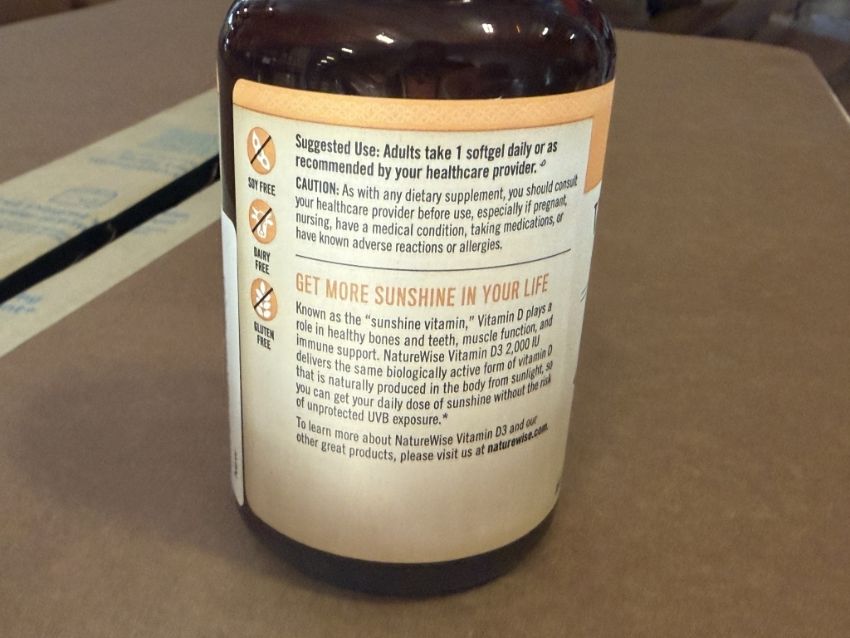 Suggested Use: Adults take 1 softgel daily or as
recommended by your healthcare provider.
CAUTION: As with any dietary supplement, you should consult
your healthcare provider before use, especially if pregnant,
nursing, have a medical condition, taking medications, or
have known adverse reactions or allergies.
SOY FREE
DAIRY
FREE
GLUTEN
FREE
GET MORE SUNSHINE IN YOUR LIFE
Known as the “sunshine vitamin,” Vitamin D plays a
role in healthy bones and teeth, muscle function, and
immune support. NatureWise Vitamin D3 2,000 IU
delivers the same biologically active form of vitamin D
that is naturally produced in the body from sunlight, so
you can get your daily dose of sunshine without the risk
of unprotected UVB exposure.*
To learn more about NatureWise Vitamin D3 and our
other great products, please visit us at naturewise.com.